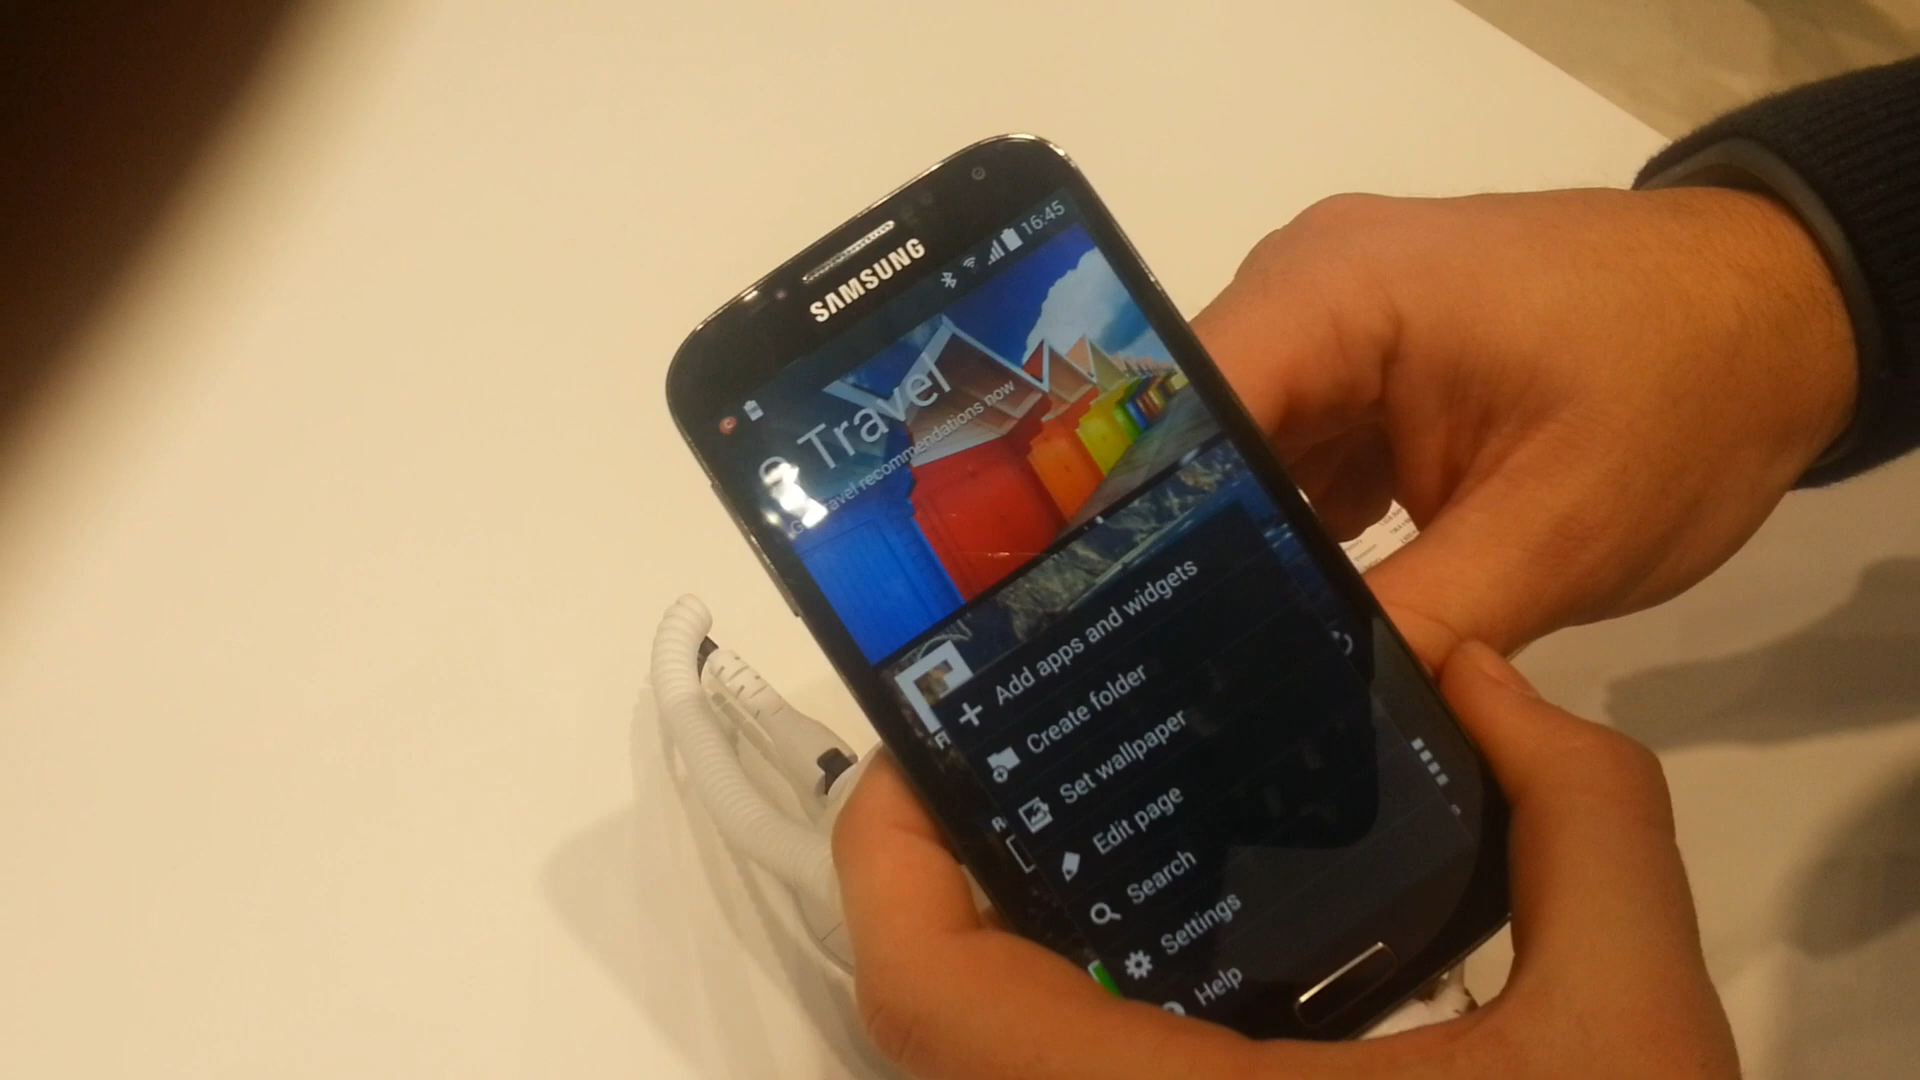 SAMSUNG
16:45
Travel
travel recommendations now
Add apps and widgets
Create folder
Set wallpaper
Edit page
Search
Settings
Help